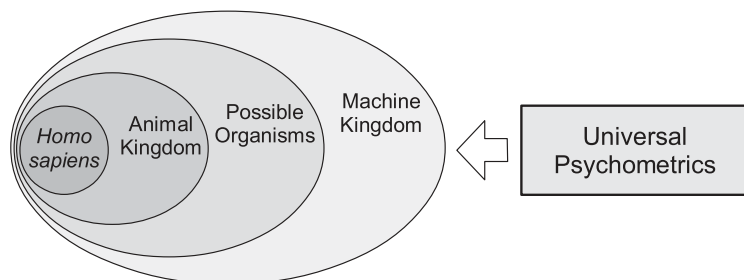 Homo
sapiens
Animal
Kingdom
Possible
Organisms
Machine
Kingdom
Universal
Psychometrics